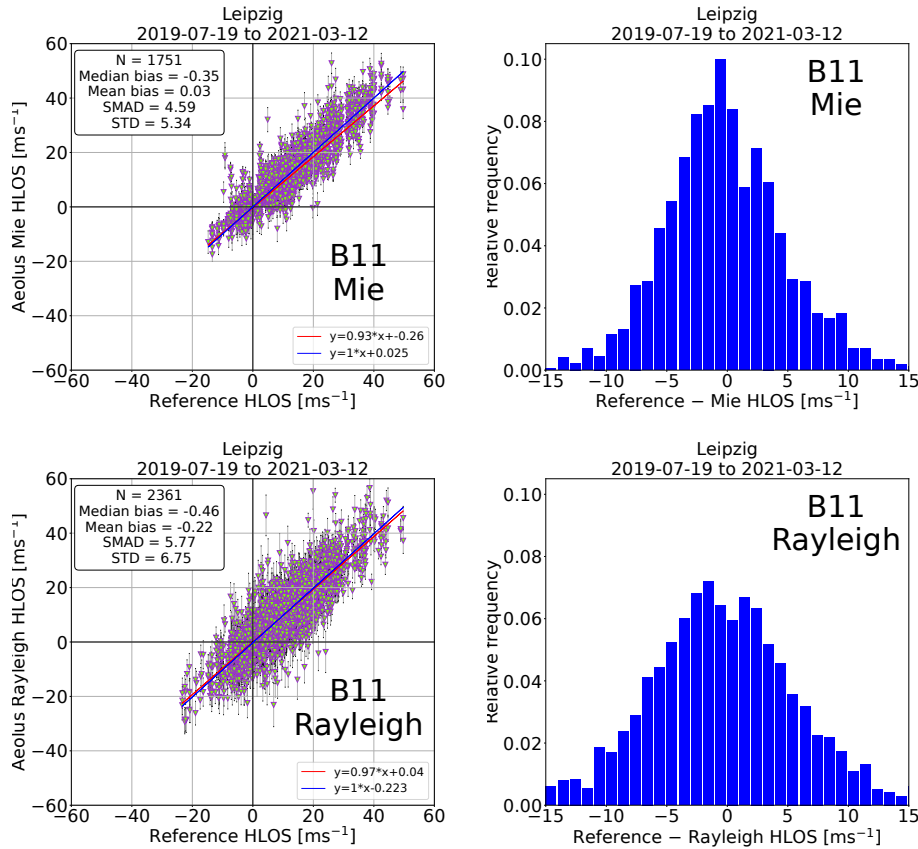 Leipzig
2019-07-19 to 2021-03-12
N = 1751
Median bias = -0.35
Mean bias = 0.03
SMAD = 4.59
STD = 5.34
B11
Mie
y=0.93*x+-0.26
y=1*x+0.025
60
40
20
0
−20
−40
−60
−60
−40
−20
0
20
40
60
Aeolus Mie HLOS [ms⁻¹]
Reference HLOS [ms⁻¹]
Leipzig
2019-07-19 to 2021-03-12
B11
Mie
0.10
0.08
0.06
0.04
0.02
0.00
−15
−10
−5
0
5
10
15
Relative frequency
Reference − Mie HLOS [ms⁻¹]
Leipzig
2019-07-19 to 2021-03-12
N = 2361
Median bias = -0.46
Mean bias = -0.22
SMAD = 5.77
STD = 6.75
B11
Rayleigh
y=0.97*x+0.04
y=1*x-0.223
60
40
20
0
−20
−40
−60
−60
−40
−20
0
20
40
60
Aeolus Rayleigh HLOS [ms⁻¹]
Reference HLOS [ms⁻¹]
Leipzig
2019-07-19 to 2021-03-12
B11
Rayleigh
0.10
0.08
0.06
0.04
0.02
0.00
−15
−10
−5
0
5
10
15
Relative frequency
Reference − Rayleigh HLOS [ms⁻¹]